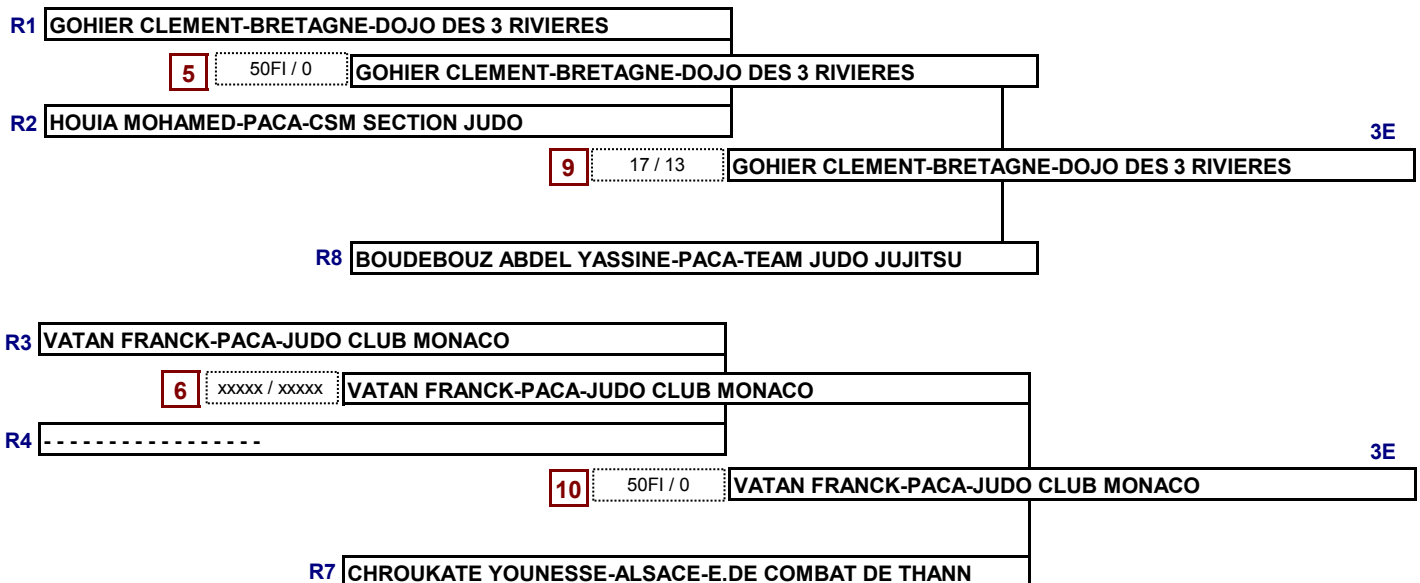 R1 GOHIER CLEMENT-BRETAGNE-DOJO DES 3 RIVIERES
5 50FI / 0 GOHIER CLEMENT-BRETAGNE-DOJO DES 3 RIVIERES
R2 HOUIA MOHAMED-PACA-CSM SECTION JUDO
3E
9 17 / 13 GOHIER CLEMENT-BRETAGNE-DOJO DES 3 RIVIERES
R8 BOUDEBOUZ ABDEL YASSINE-PACA-TEAM JUDO JUJITSU
R3 VATAN FRANCK-PACA-JUDO CLUB MONACO
6 xxxxx / xxxxx VATAN FRANCK-PACA-JUDO CLUB MONACO
R4 - - - - - - - - - - - - - - - - -
3E
10 50FI / 0 VATAN FRANCK-PACA-JUDO CLUB MONACO
R7 CHROUKATE YOUNESSE-ALSACE-E.DE COMBAT DE THANN